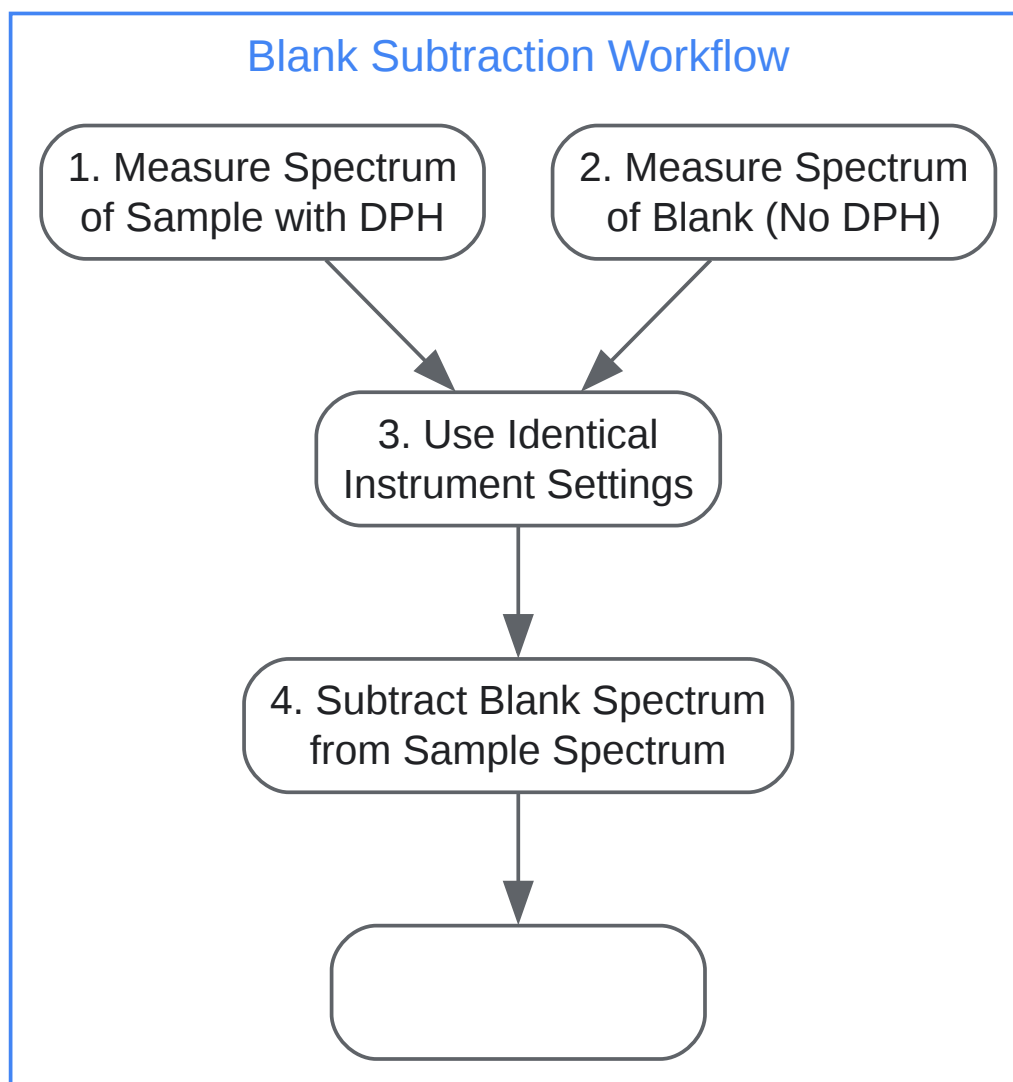 Blank Subtraction Workflow
1. Measure Spectrum
of Sample with DPH
2. Measure Spectrum
of Blank (No DPH)
3. Use Identical
Instrument Settings
4. Subtract Blank Spectrum
from Sample Spectrum